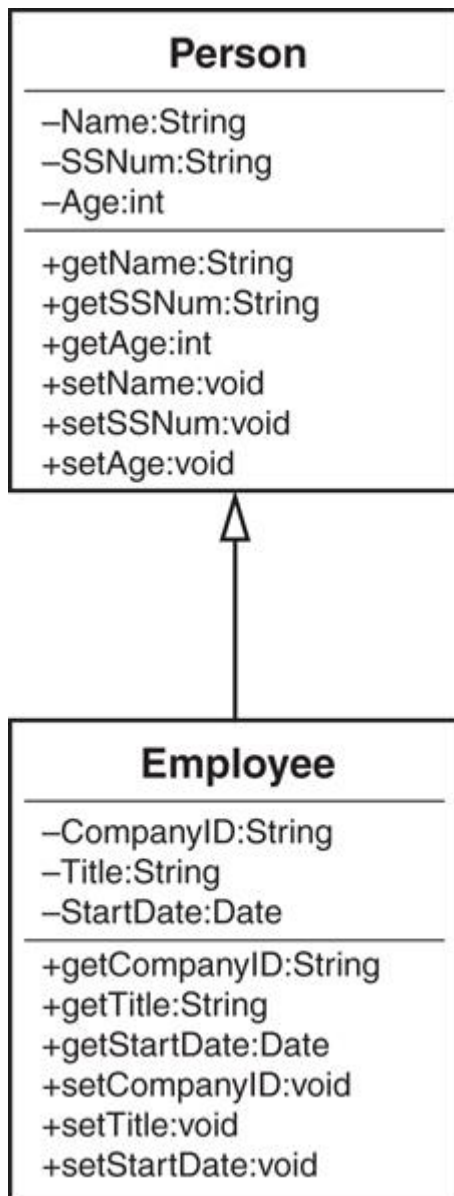 Person
–Name:String
–SSNum:String
–Age:int
+getName:String
+getSSNum:String
+getAge:int
+setName:void
+setSSNum:void
+setAge:void
Employee
–CompanyID:String
–Title:String
–StartDate:Date
+getCompanyID:String
+getTitle:String
+getStartDate:Date
+setCompanyID:void
+setTitle:void
+setStartDate:void